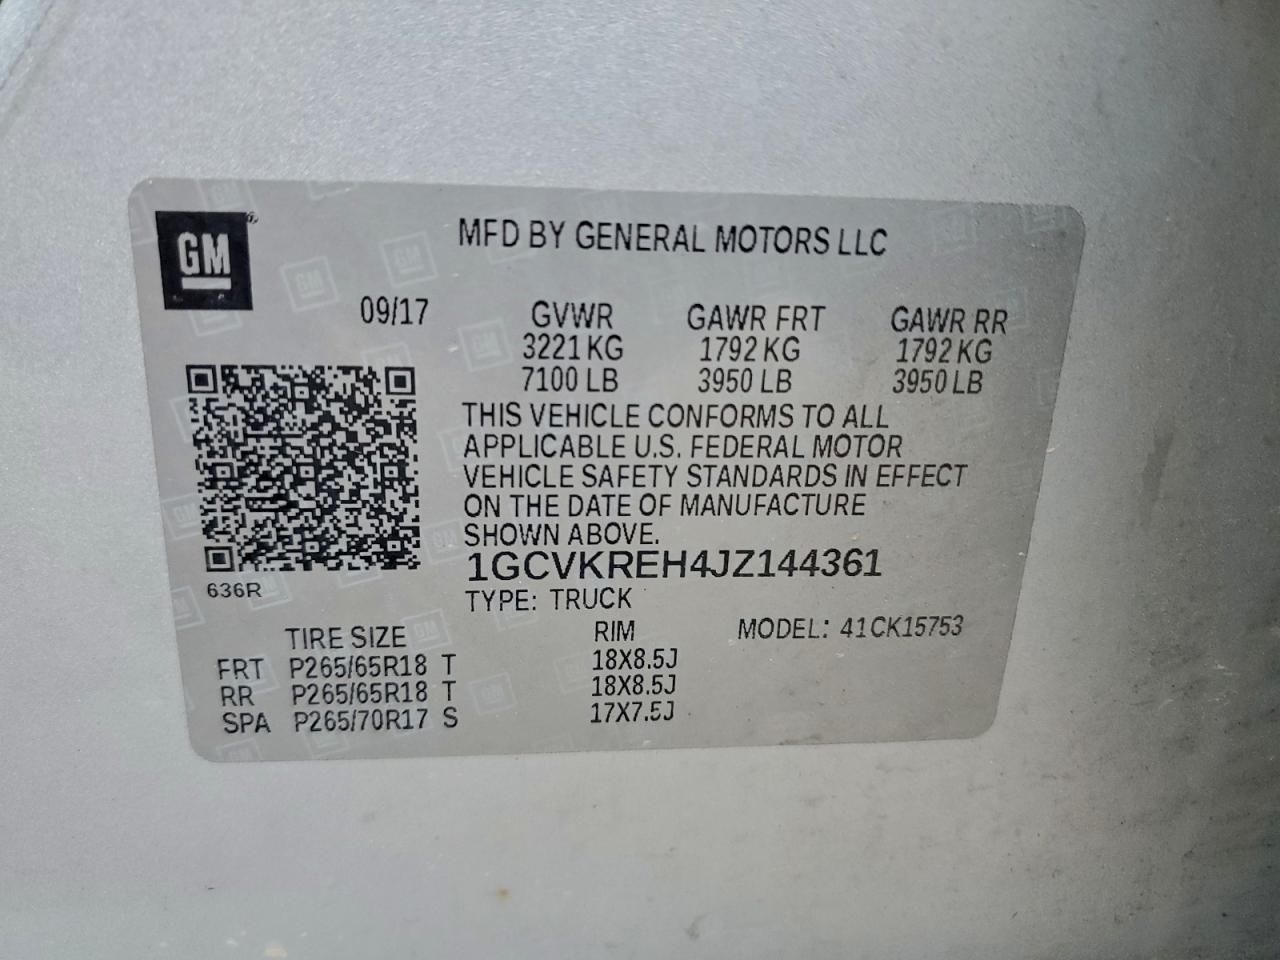 GM
MFD BY GENERAL MOTORS LLC
09/17 GVWR GAWR FRT GAWR RR
3221 KG 1792 KG 1792 KG
7100 LB 3950 LB 3950 LB
THIS VEHICLE CONFORMS TO ALL
APPLICABLE U.S. FEDERAL MOTOR
VEHICLE SAFETY STANDARDS IN EFFECT
ON THE DATE OF MANUFACTURE
SHOWN ABOVE.
1GCVKREH4JZ144361
636R
TYPE: TRUCK
TIRE SIZE RIM MODEL: 41CK15753
FRT P265/65R18 T 18X8.5J
RR P265/65R18 T 18X8.5J
SPA P265/70R17 S 17X7.5J